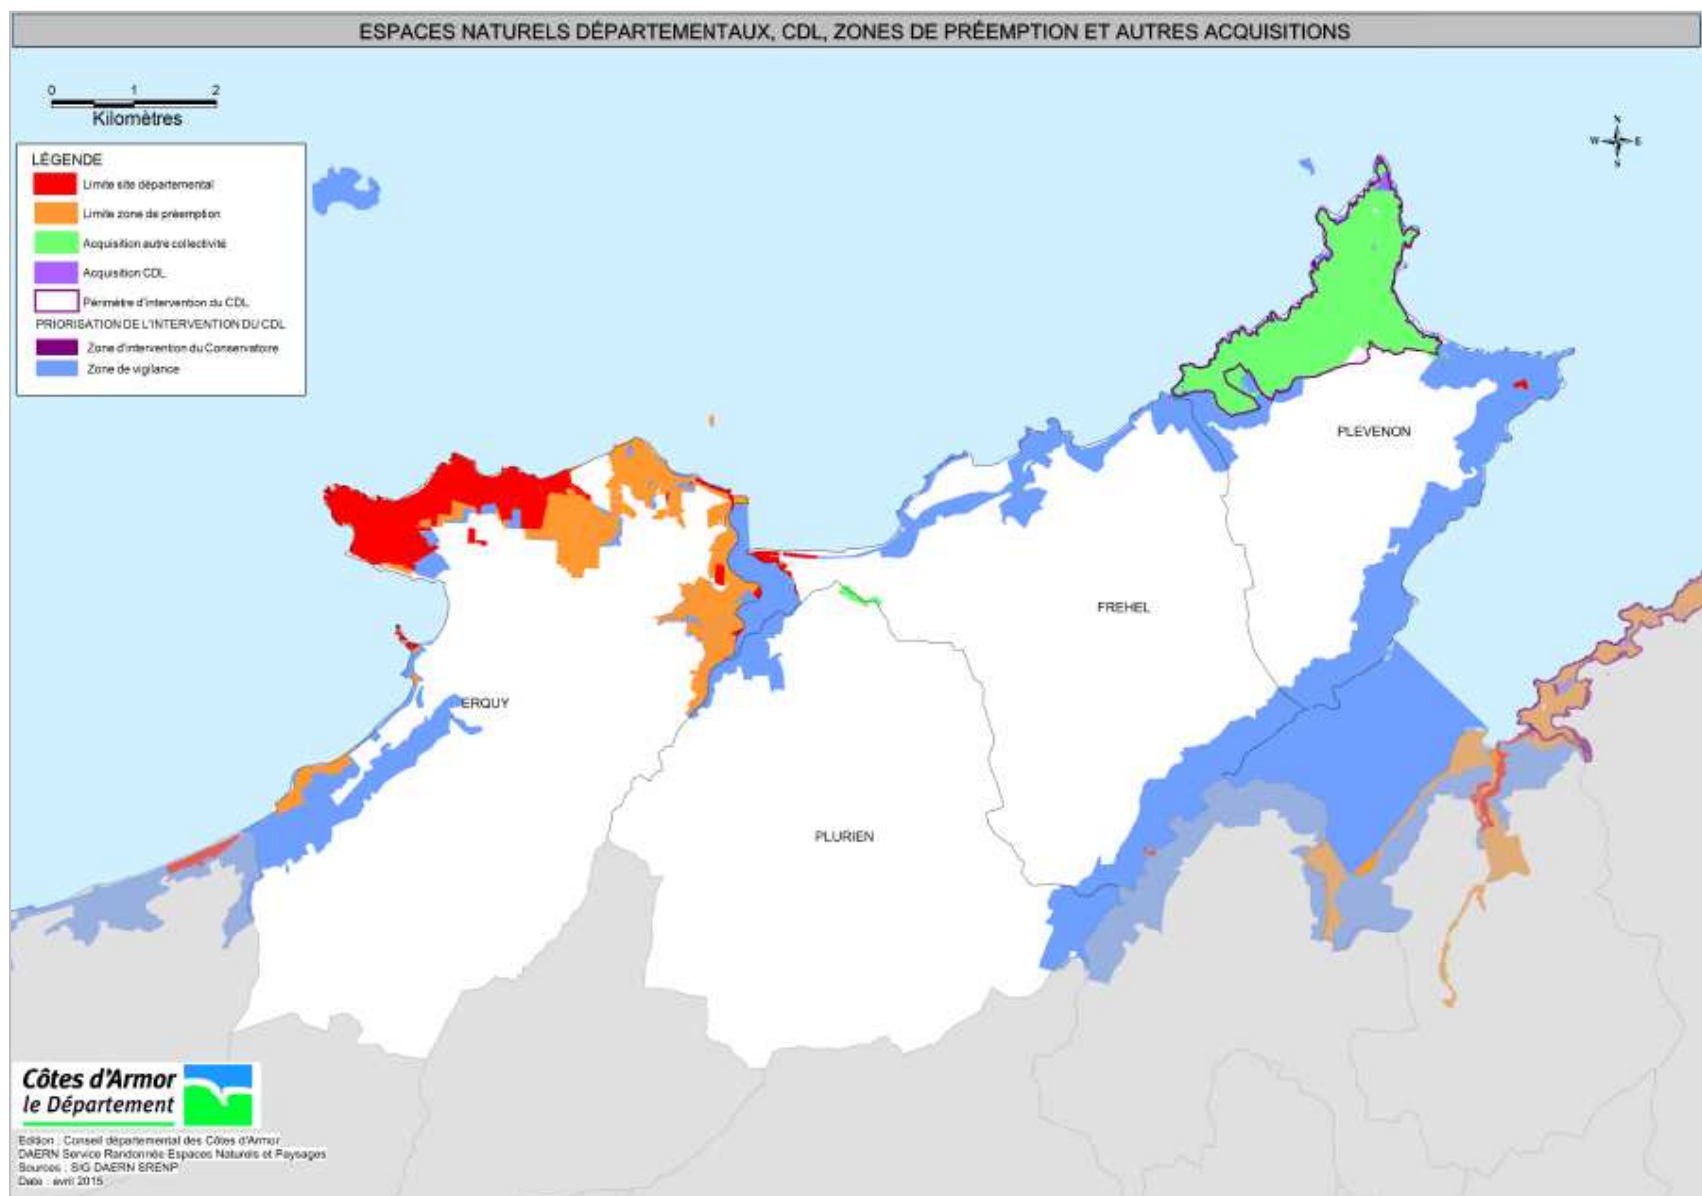 ESPACES NATURELS DÉPARTEMENTAUX, CDL, ZONES DE PRÉEMPTION ET AUTRES ACQUISITIONS
0 1 2
Kilomètres
N
W E
S
LÉGENDE
Limite site départemental
Limite zone de préemption
Acquisition autre collectivité
Acquisition CDL
Périmètre d'intervention du CDL
PRIORISATION DE L'INTERVENTION DU CDL
Zone d'intervention du Conservatoire
Zone de vigilance
PLEVENON
FREHEL
ERQUY
PLURIEN
Côtes d'Armor
le Département
Edition : Conseil départemental des Côtes d'Armor
DAERN Service Randonnée Espaces Naturels et Paysages
Sources : SIG DAERN SRENP
Date : avril 2015